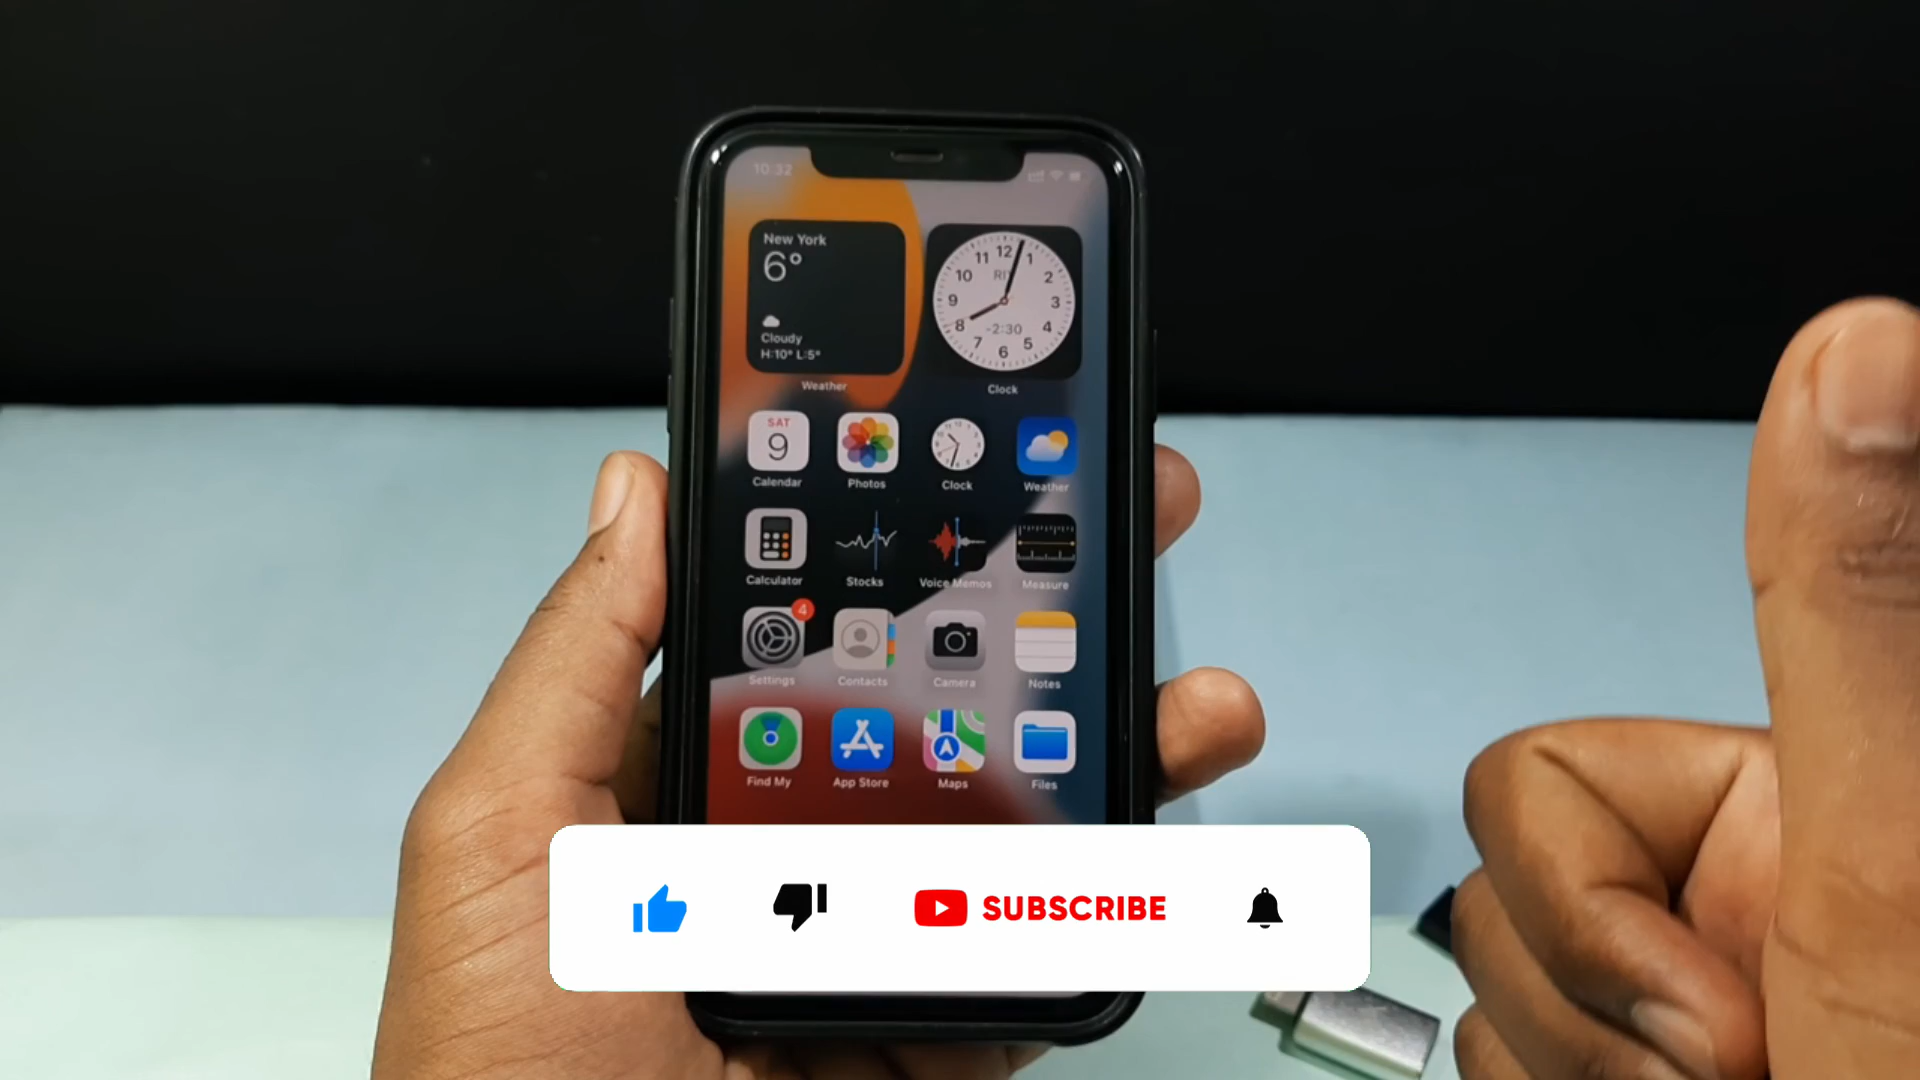 10:32
New York
6°
Cloudy
H:10° L:5°
Weather
12
11
1
10
2
9
3
8
4
7
5
6
-2:30
Clock
SAT
9
Calendar
Photos
Clock
Weather
Calculator
Stocks
Voice Memos
Measure
4
Settings
Contacts
Camera
Notes
Find My
App Store
Maps
Files
SUBSCRIBE